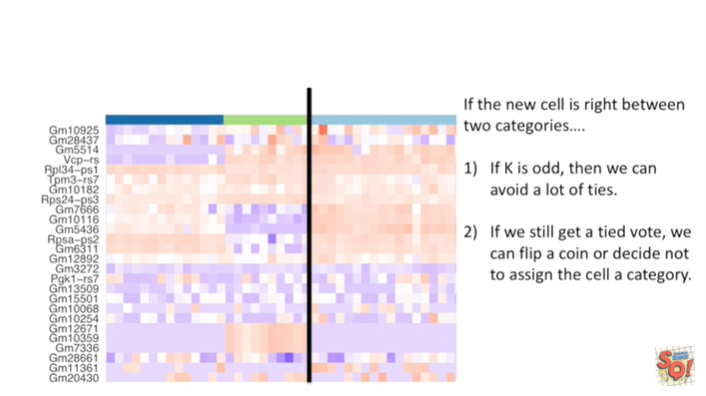 Gm10925
Gm28437
Gm5514
Vcp-rs
Rpl34-ps1
Tpm3-rs7
Gm10182
Rps24-ps3
Gm7666
Gm10116
Gm5436
Rpsa-ps2
Gm6311
Gm12892
Gm3272
Pgk1-rs7
Gm13509
Gm15501
Gm10068
Gm10254
Gm12671
Gm10359
Gm7336
Gm28661
Gm11361
Gm20430
If the new cell is right between
two categories....
1) If K is odd, then we can
avoid a lot of ties.
2) If we still get a tied vote, we
can flip a coin or decide not
to assign the cell a category.
SQ!